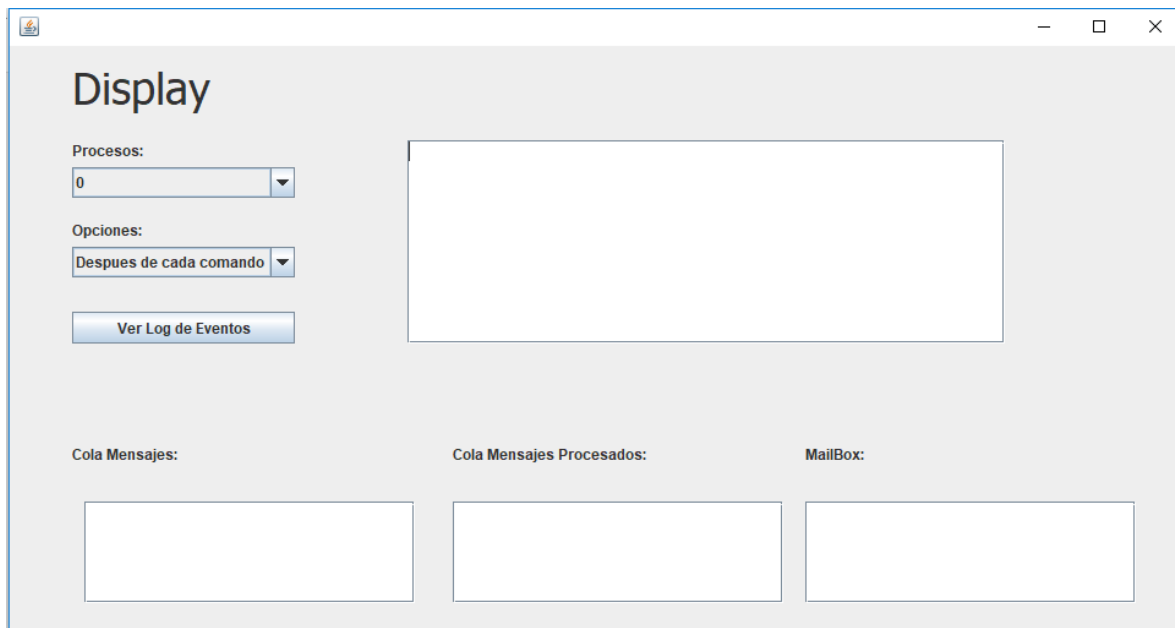 Display
Procesos:
0
Opciones:
Despues de cada comando
Ver Log de Eventos
Cola Mensajes:
Cola Mensajes Procesados:
MailBox: